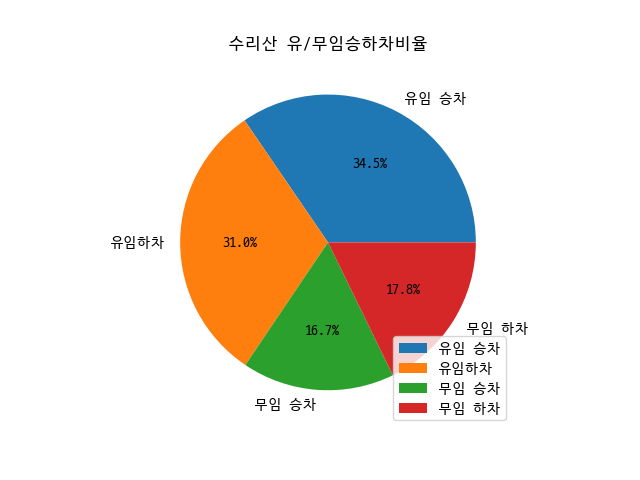 수리산 유/무임승하차비율
유임 승차
34.5%
유임하차
31.0%
17.8%
16.7%
무임 하차
무임 승차
유임 승차
유임하차
무임 승차
무임 하차